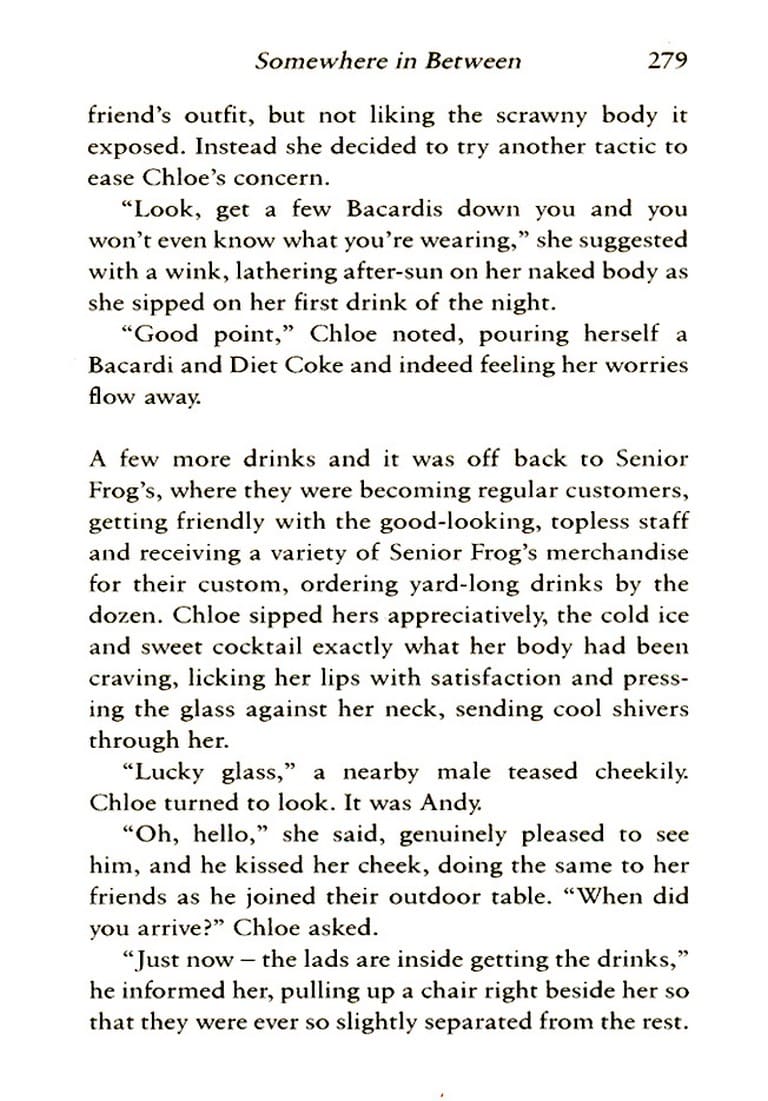 Somewhere in Between 279
friend's outfit, but not liking the scrawny body it
exposed. Instead she decided to try another tactic to
ease Chloe's concern.
“Look, get a few Bacardis down you and you
won't even know what you're wearing,” she suggested
with a wink, lathering after-sun on her naked body as
she sipped on her first drink of the night.
“Good point,” Chloe noted, pouring herself a
Bacardi and Diet Coke and indeed feeling her worries
flow away.
A few more drinks and it was off back to Senior
Frog's, where they were becoming regular customers,
getting friendly with the good-looking, topless staff
and receiving a variety of Senior Frog's merchandise
for their custom, ordering yard-long drinks by the
dozen. Chloe sipped hers appreciatively, the cold ice
and sweet cocktail exactly what her body had been
craving, licking her lips with satisfaction and press-
ing the glass against her neck, sending cool shivers
through her.
“Lucky glass,” a nearby male teased cheekily.
Chloe turned to look. It was Andy.
“Oh, hello,” she said, genuinely pleased to see
him, and he kissed her cheek, doing the same to her
friends as he joined their outdoor table. “When did
you arrive?” Chloe asked.
“Just now – the lads are inside getting the drinks,”
he informed her, pulling up a chair right beside her so
that they were ever so slightly separated from the rest.